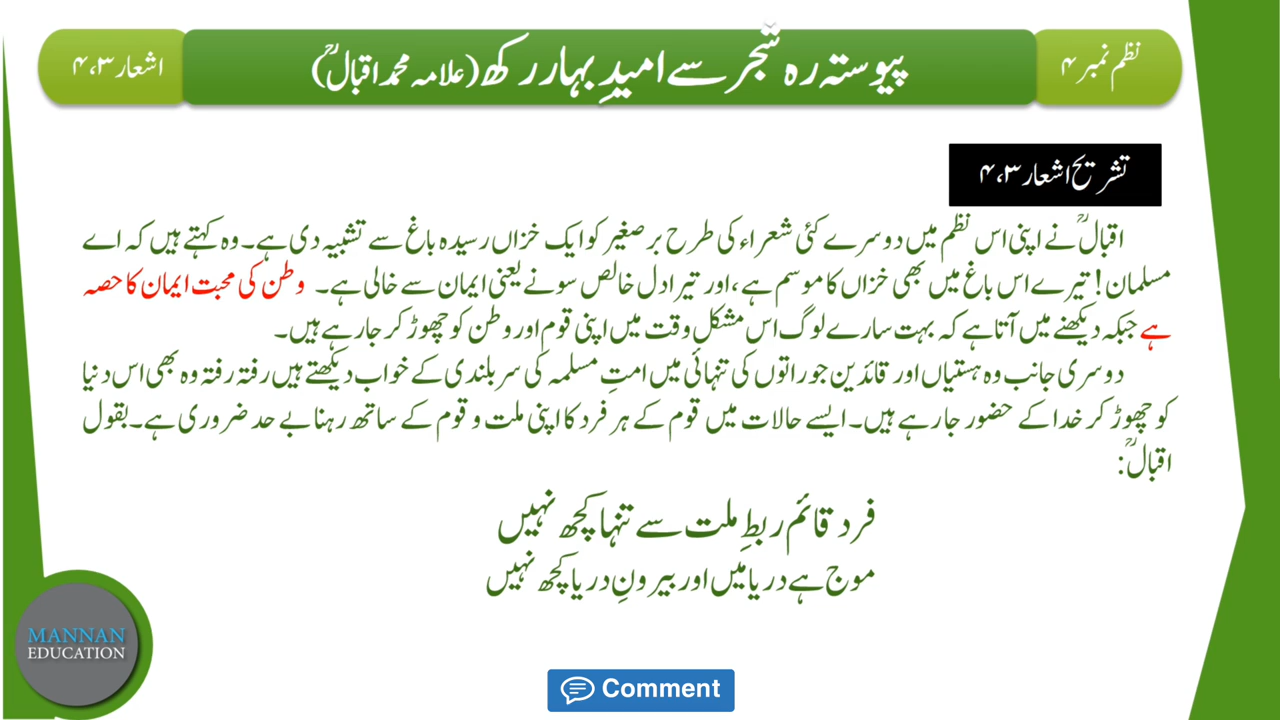 نظم نمبر ۴
پیوستہ رہ شجر سے امیدِ بہار رکھ (علامہ محمد اقبالؒ)
اشعار ۴،۳
تشریح اشعار ۴،۳
اقبالؒ نے اپنی اس نظم میں دوسرے کئی شعراء کی طرح برصغیر کو ایک خزاں رسیدہ باغ سے تشبیہ دی ہے۔ وہ کہتے ہیں کہ اے
مسلمان! تیرے اس باغ میں بھی خزاں کا موسم ہے، اور تیرا دل خالص سونے یعنی ایمان سے خالی ہے۔ وطن کی محبت ایمان کا حصہ
ہے جبکہ دیکھنے میں آتا ہے کہ بہت سارے لوگ اس مشکل وقت میں اپنی قوم اور وطن کو چھوڑ کر جا رہے ہیں۔
دوسری جانب وہ ہستیاں اور قائدین جو راتوں کی تنہائی میں امتِ مسلمہ کی سربلندی کے خواب دیکھتے ہیں رفتہ رفتہ وہ بھی اس دنیا
کو چھوڑ کر خدا کے حضور جا رہے ہیں۔ ایسے حالات میں قوم کے ہر فرد کا اپنی ملت و قوم کے ساتھ رہنا بے حد ضروری ہے۔ بقول
اقبالؒ:
فرد قائم ربطِ ملت سے تنہا کچھ نہیں
موج ہے دریا میں اور بیرونِ دریا کچھ نہیں
MANNAN
EDUCATION
Comment